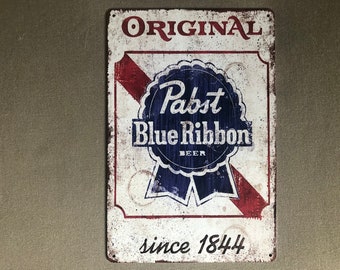 ORIGINAL
Pabst
Blue Ribbon
BEER
since 1844